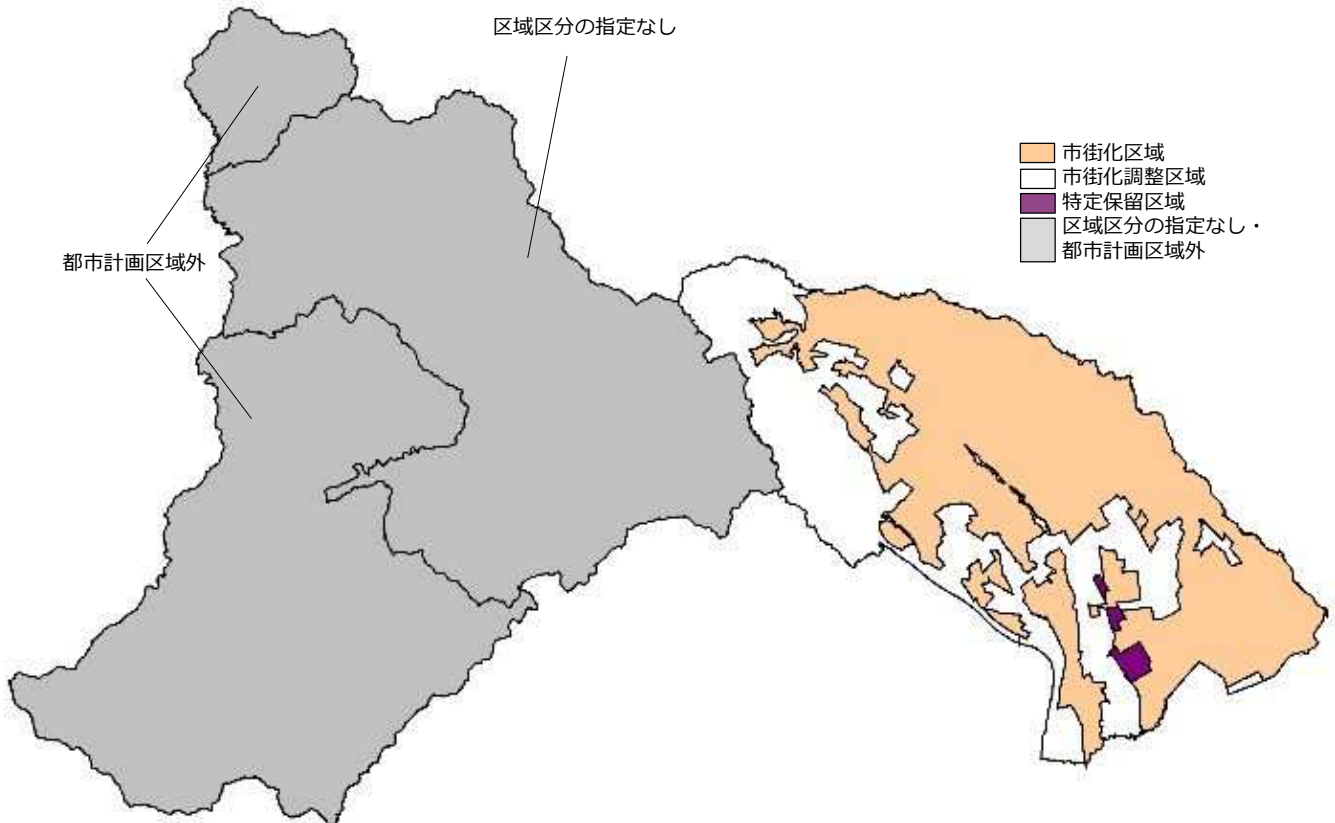 区域区分の指定なし
市街化区域
市街化調整区域
特定保留区域
区域区分の指定なし・
都市計画区域外
都市計画区域外